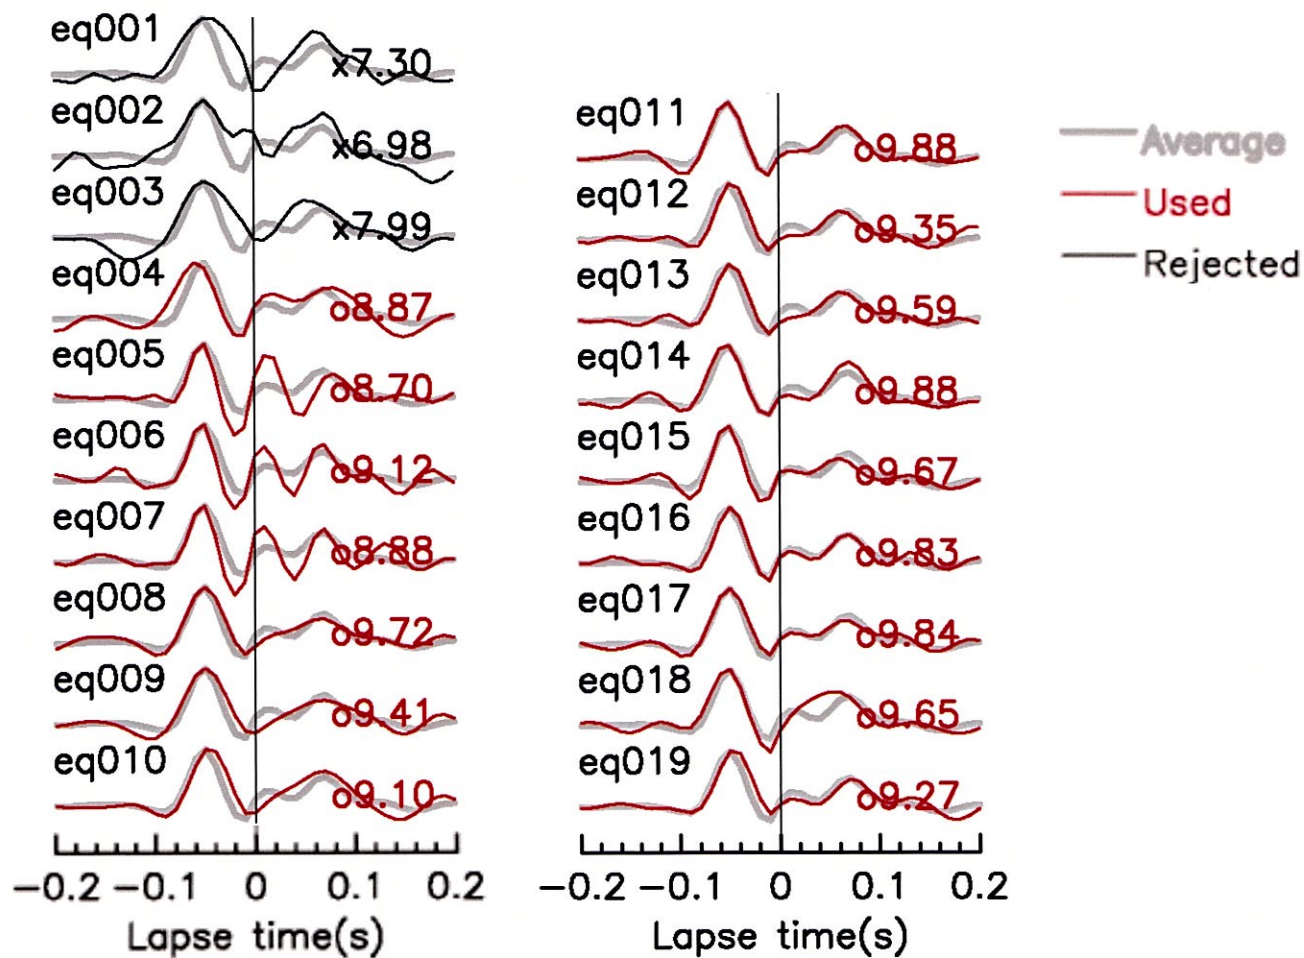 eq001
x7.30
eq002
x6.98
eq003
x7.99
eq004
o8.87
eq005
o8.70
eq006
o9.12
eq007
o8.88
eq008
o9.72
eq009
o9.41
eq010
o9.10
-0.2 -0.1 0 0.1 0.2
Lapse time(s)
eq011
o9.88
eq012
o9.35
eq013
o9.59
eq014
o9.88
eq015
o9.67
eq016
o9.83
eq017
o9.84
eq018
o9.65
eq019
o9.27
-0.2 -0.1 0 0.1 0.2
Lapse time(s)
Average
Used
Rejected